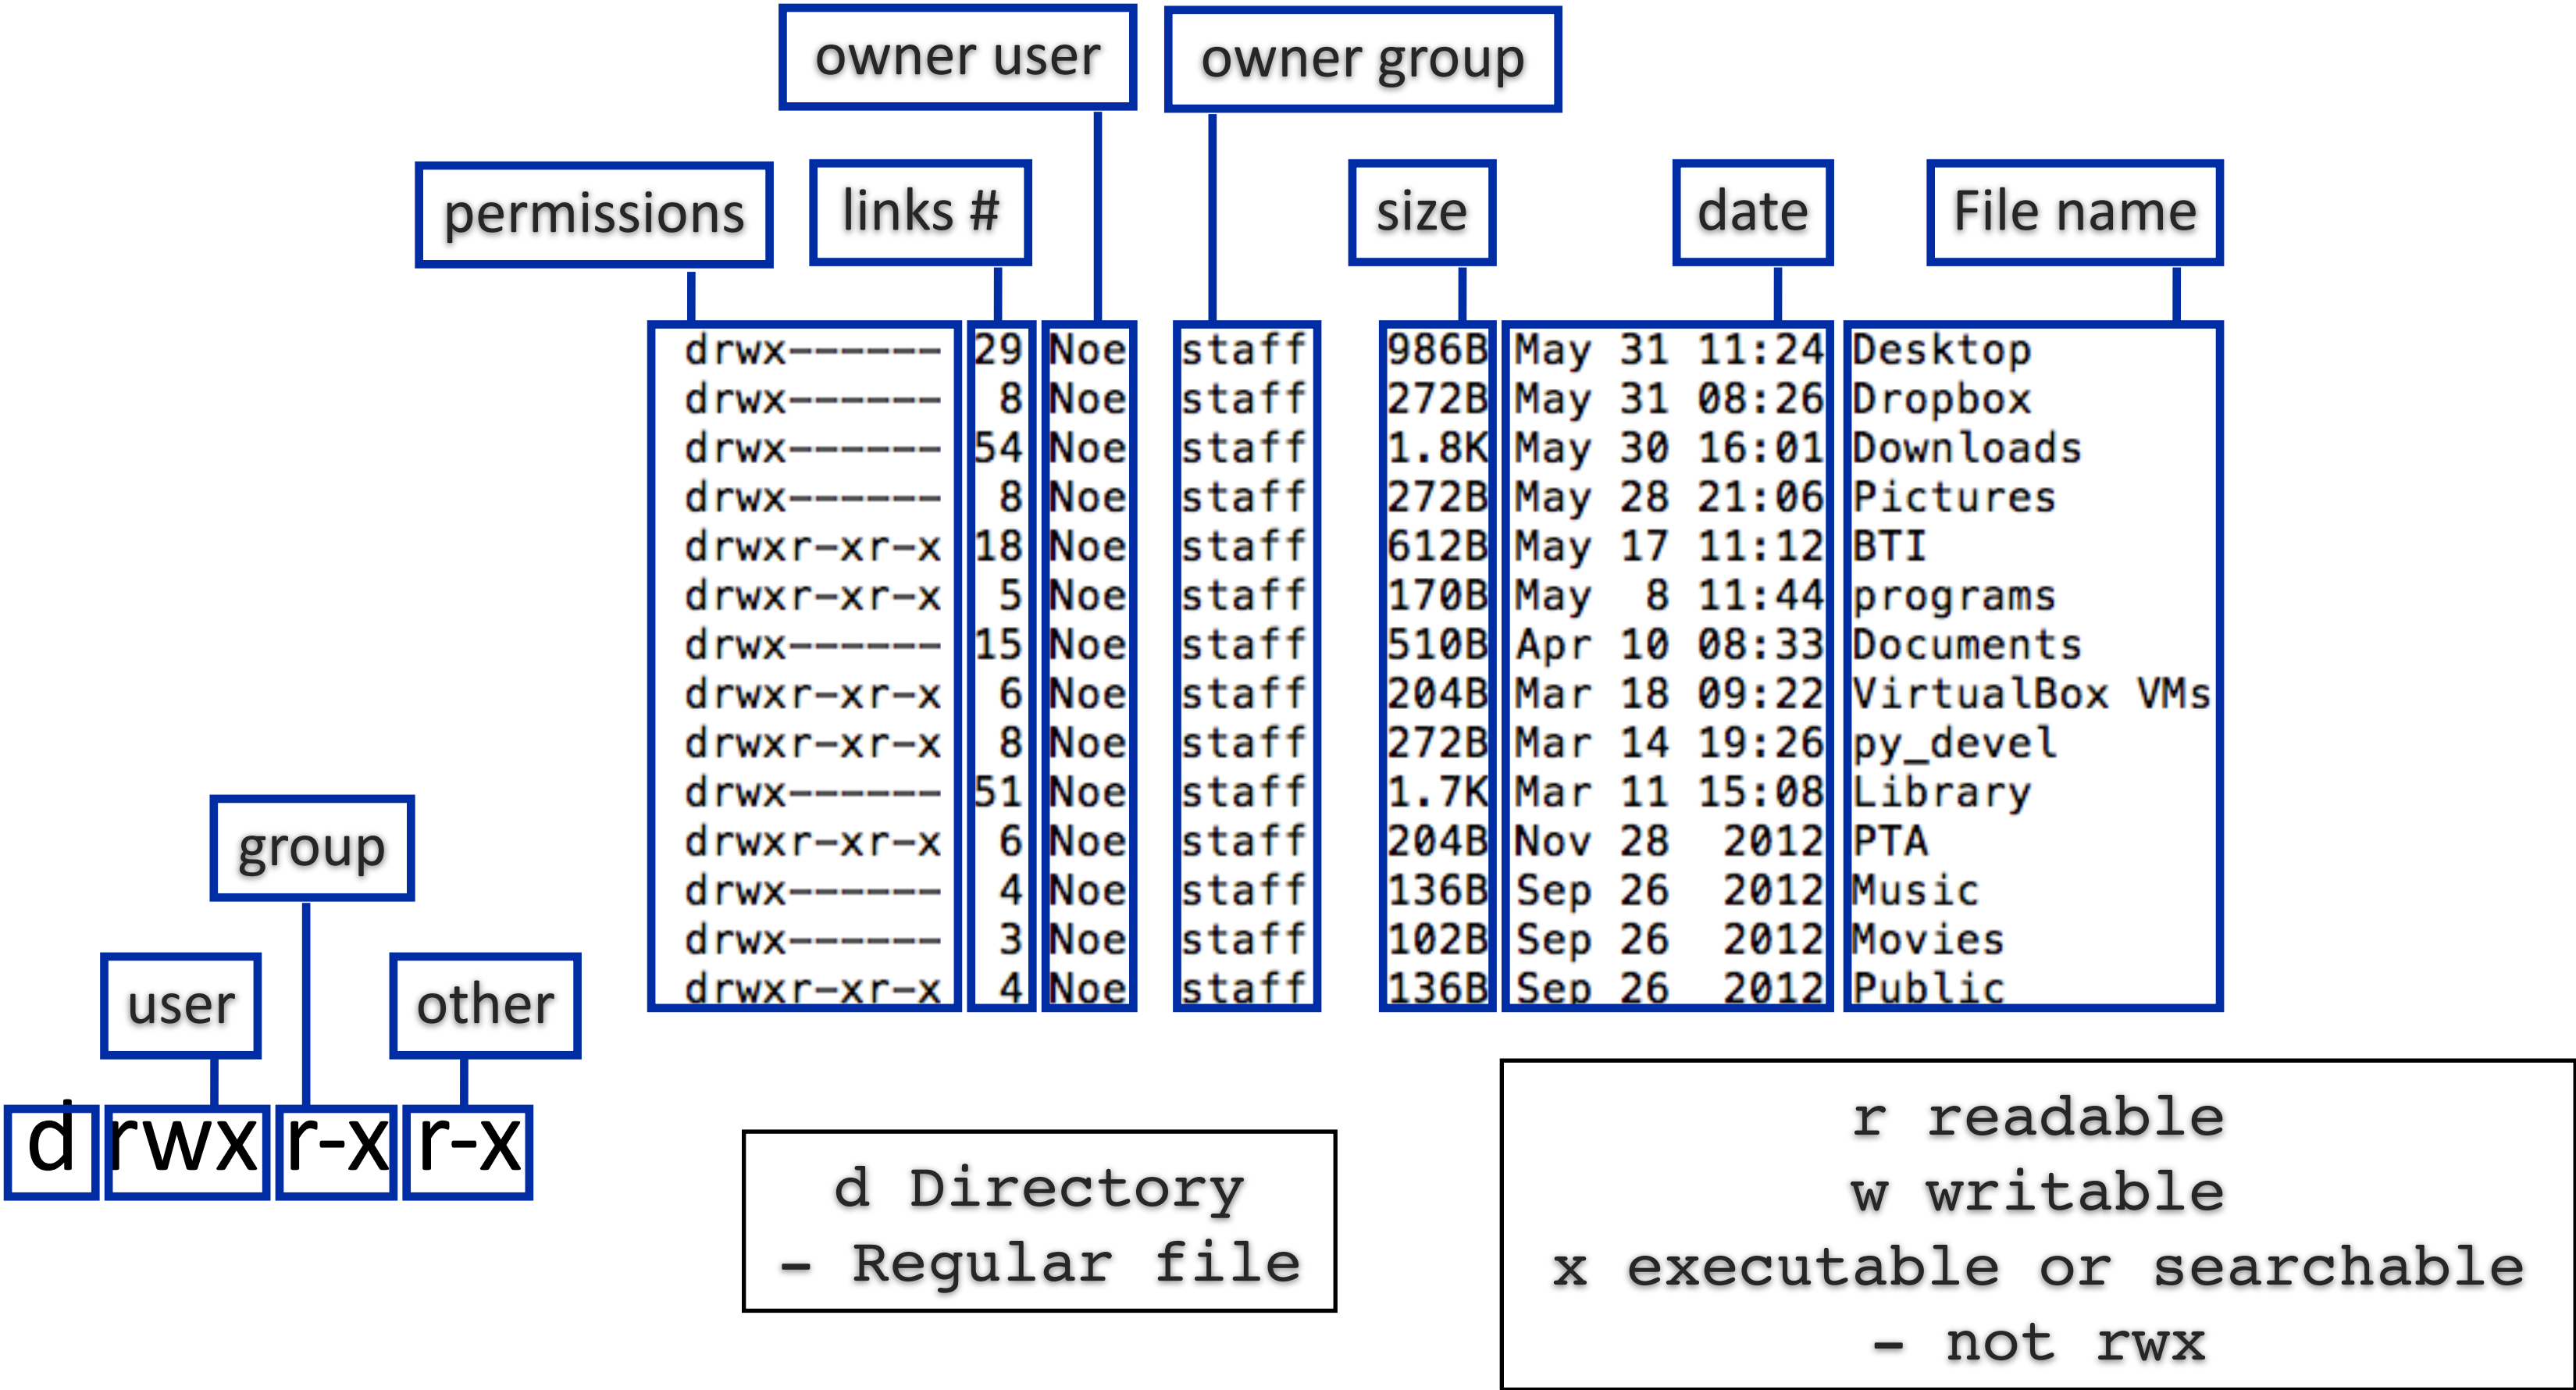 owner user owner group
permissions links # size date File name
drwx------ 29 Noe staff 986B May 31 11:24 Desktop
drwx------ 8 Noe staff 272B May 31 08:26 Dropbox
drwx------ 54 Noe staff 1.8K May 30 16:01 Downloads
drwx------ 8 Noe staff 272B May 28 21:06 Pictures
drwxr-xr-x 18 Noe staff 612B May 17 11:12 BTI
drwxr-xr-x 5 Noe staff 170B May 8 11:44 programs
drwx------ 15 Noe staff 510B Apr 10 08:33 Documents
drwxr-xr-x 6 Noe staff 204B Mar 18 09:22 VirtualBox VMs
drwxr-xr-x 8 Noe staff 272B Mar 14 19:26 py_devel
drwx------ 51 Noe staff 1.7K Mar 11 15:08 Library
drwxr-xr-x 6 Noe staff 204B Nov 28 2012 PTA
drwx------ 4 Noe staff 136B Sep 26 2012 Music
drwx------ 3 Noe staff 102B Sep 26 2012 Movies
drwxr-xr-x 4 Noe staff 136B Sep 26 2012 Public
group
user other
d rwx r-x r-x
d Directory
- Regular file
r readable
w writable
x executable or searchable
- not rwx